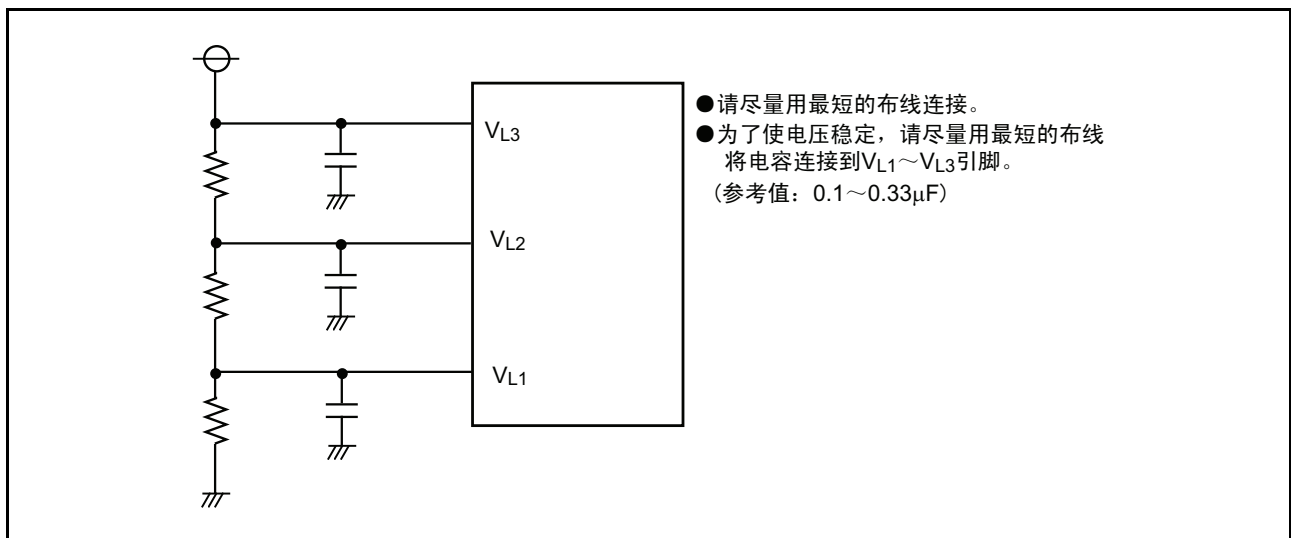 ●请尽量用最短的布线连接。
●为了使电压稳定，请尽量用最短的布线
将电容连接到VL1～VL3引脚。
（参考值：0.1～0.33μF）
VL3
VL2
VL1